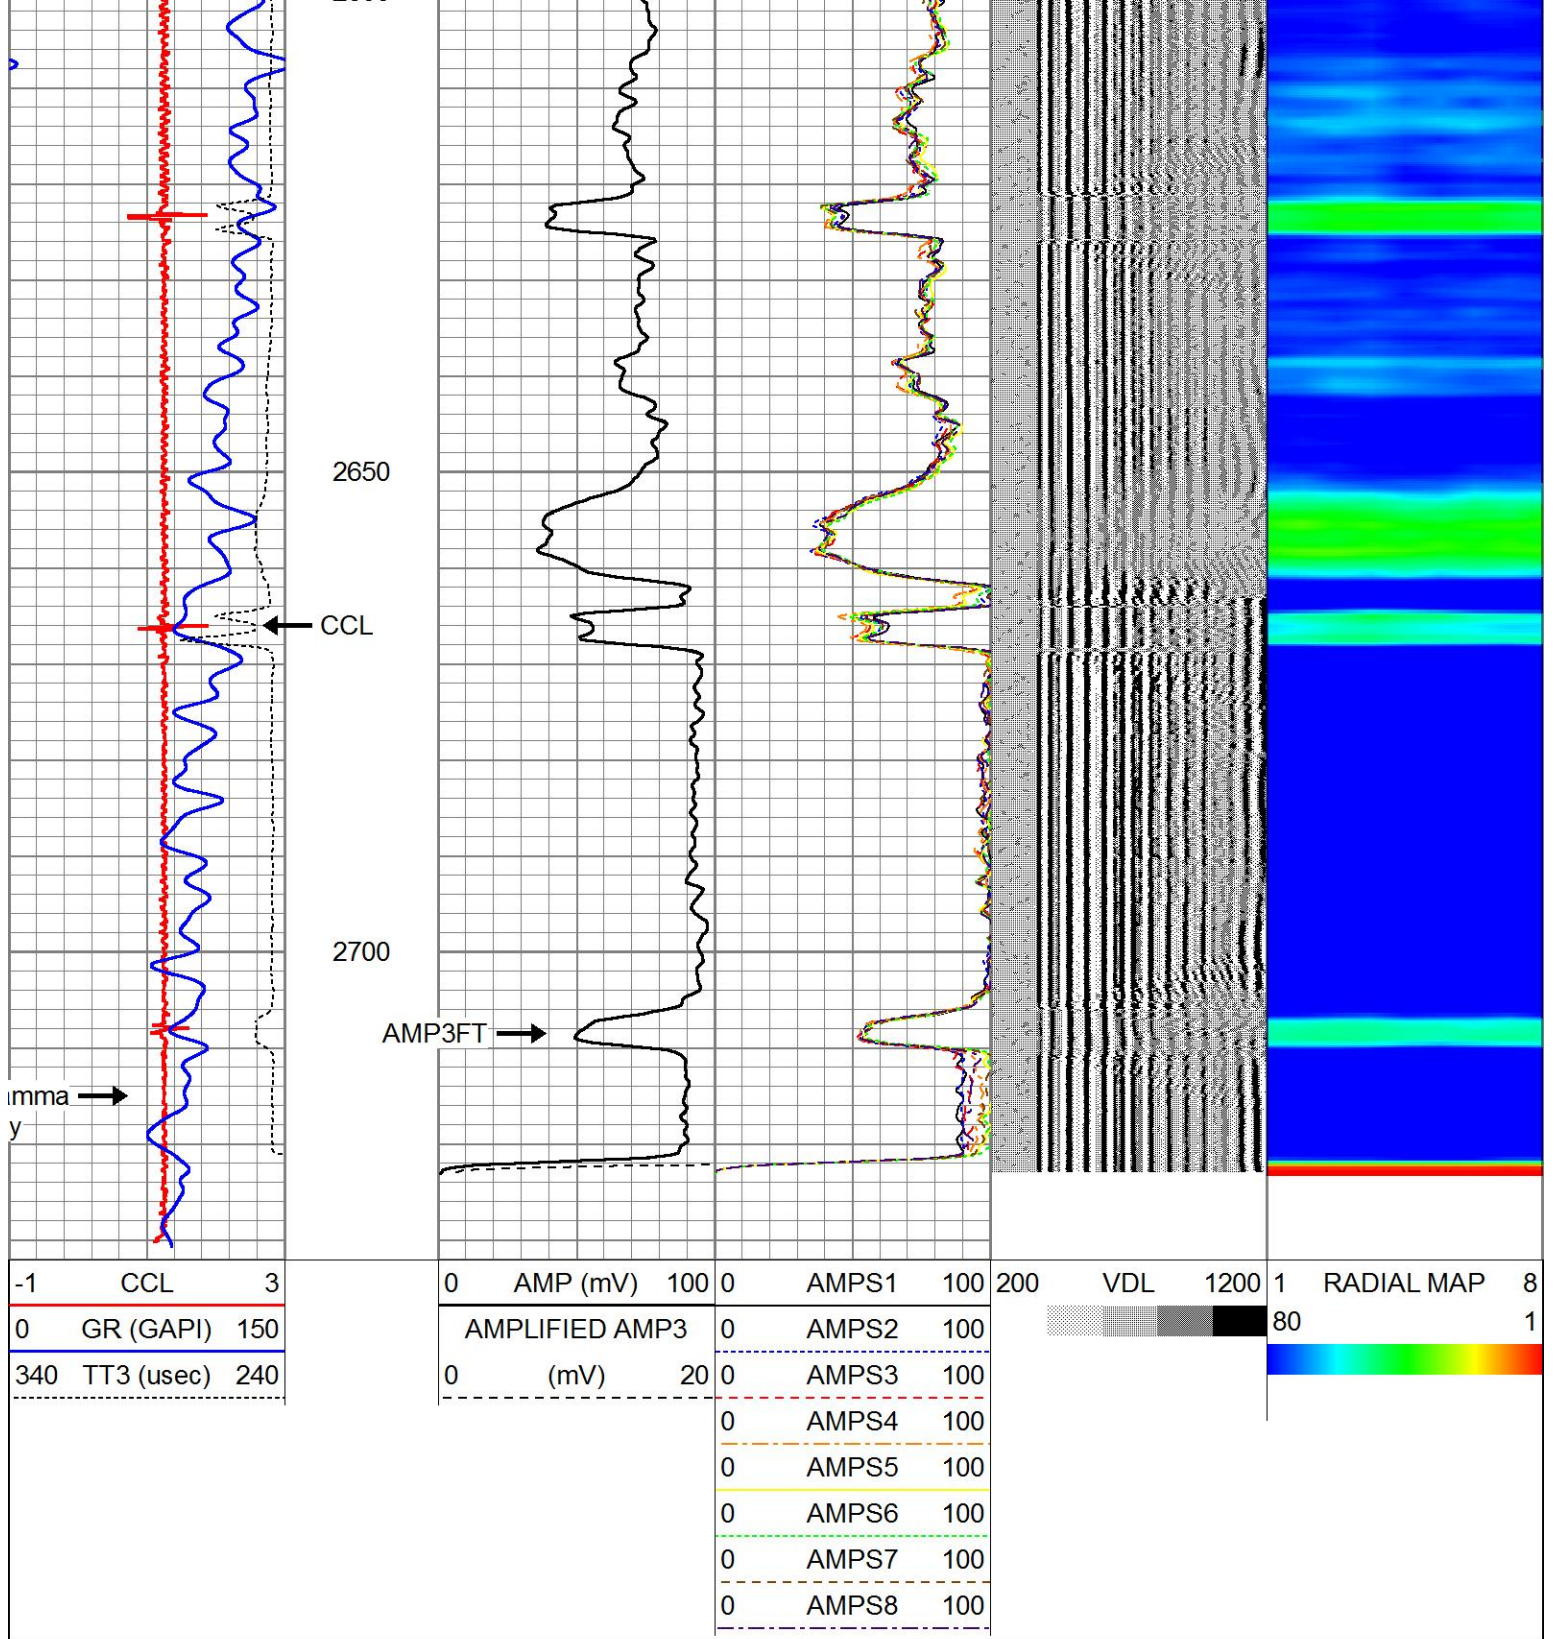 2650
CCL
2700
AMP3FT
mma
y
-1 CCL 3
0 GR (GAPI) 150
340 TT3 (usec) 240
0 AMP (mV) 100
AMPLIFIED AMP3
0 (mV) 20
0 AMPS1 100
0 AMPS2 100
0 AMPS3 100
0 AMPS4 100
0 AMPS5 100
0 AMPS6 100
0 AMPS7 100
0 AMPS8 100
200 VDL 1200
1 RADIAL MAP 8
80 1